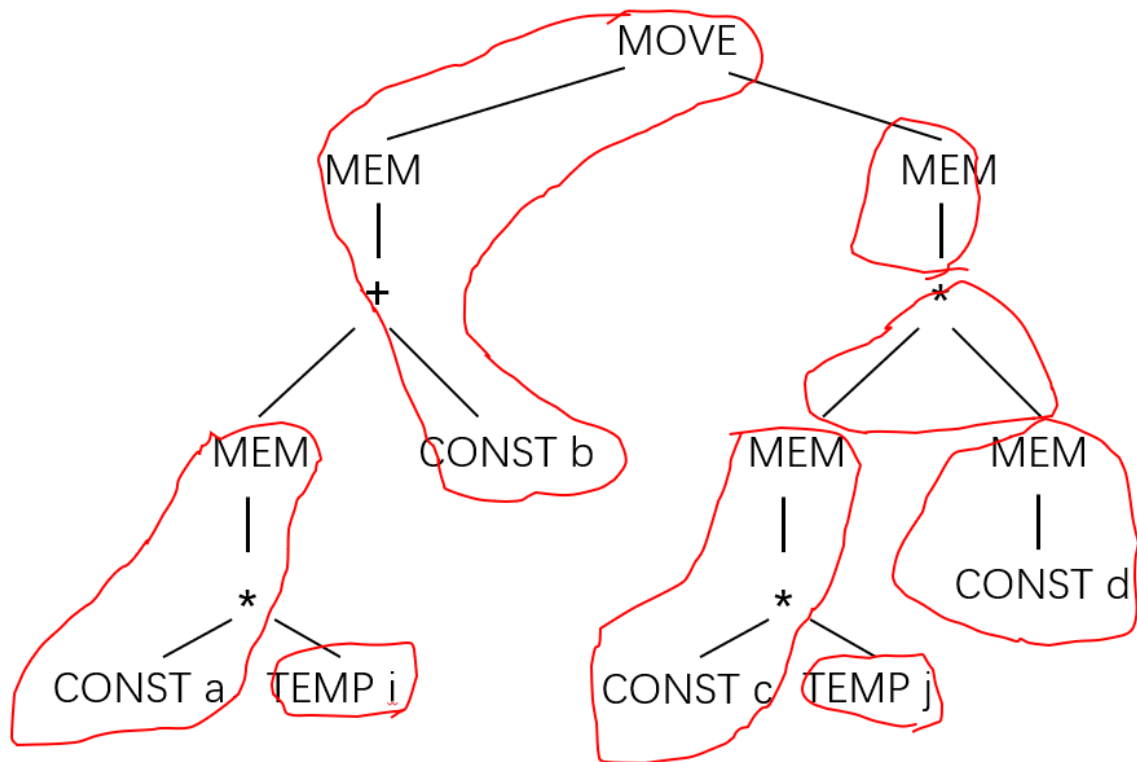 MOVE
MEM MEM
+ *
MEM CONST b MEM MEM
CONST d
* *
CONST a TEMP i CONST c TEMP j